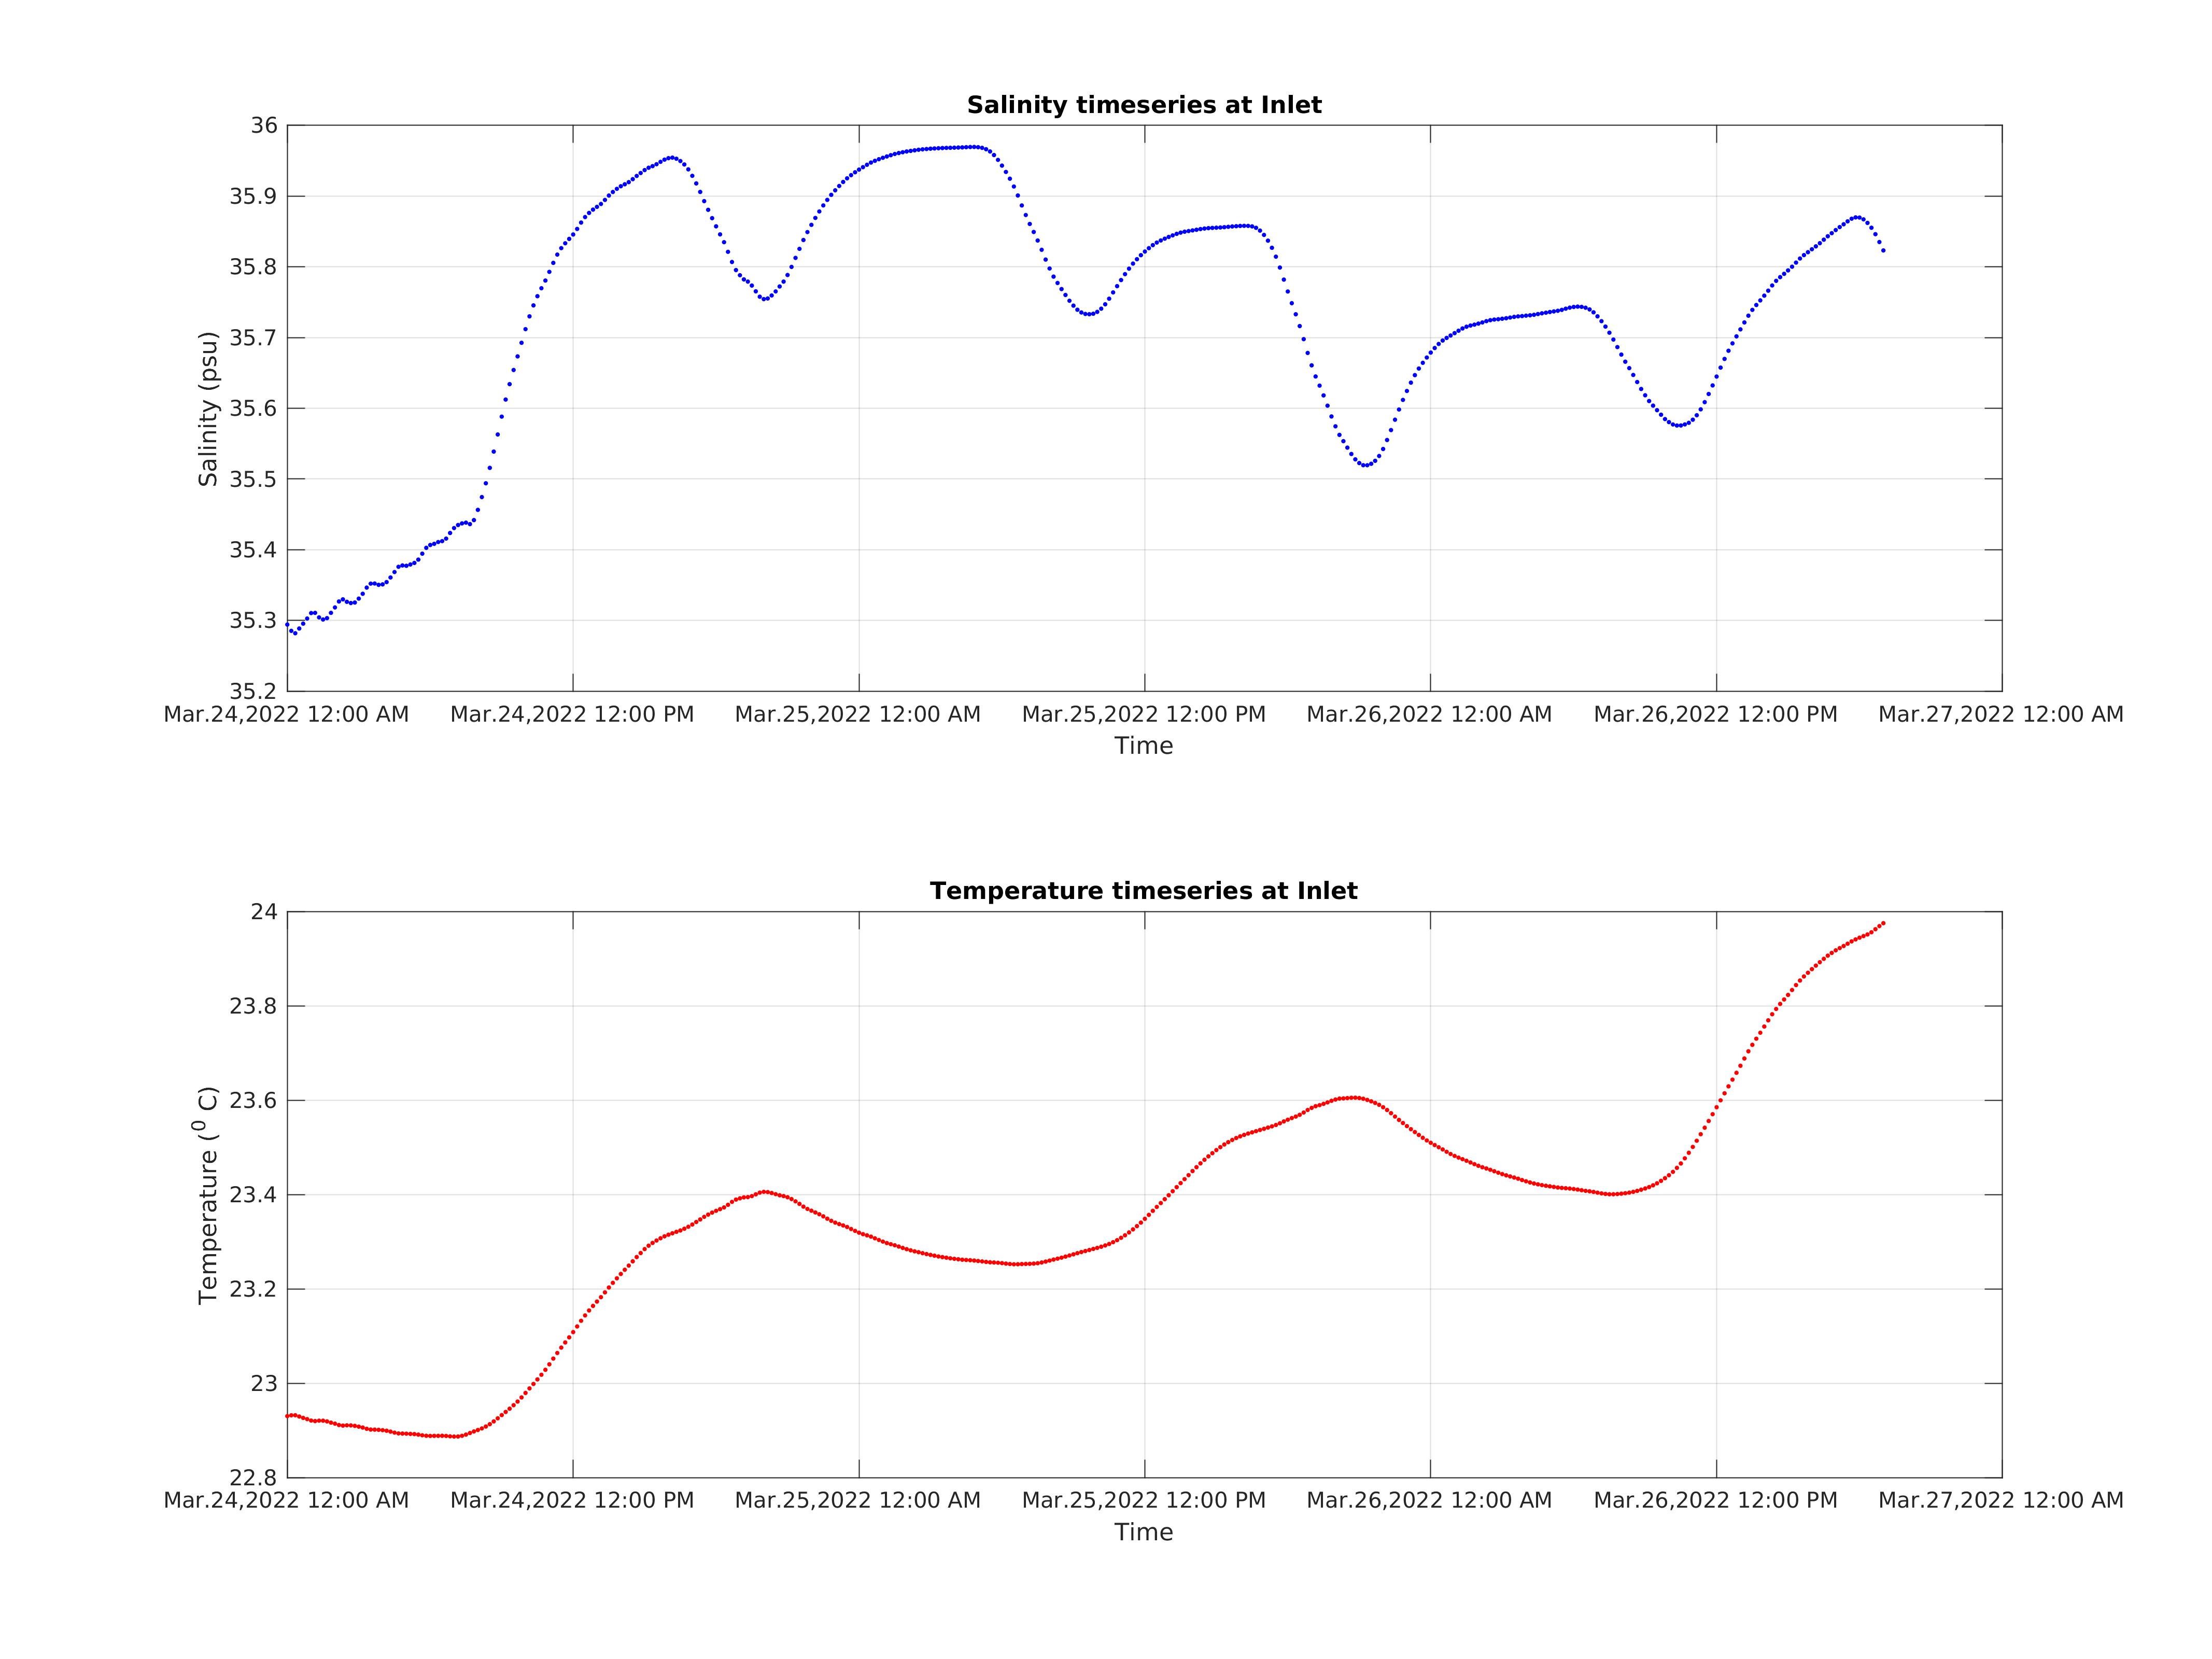 Salinity timeseries at Inlet
36
35.9
35.8
35.7
35.6
35.5
35.4
35.3
35.2
Salinity (psu)
Mar.24,2022 12:00 AM Mar.24,2022 12:00 PM Mar.25,2022 12:00 AM Mar.25,2022 12:00 PM Mar.26,2022 12:00 AM Mar.26,2022 12:00 PM Mar.27,2022 12:00 AM
Time
Temperature timeseries at Inlet
24
23.8
23.6
23.4
23.2
23
22.8
Temperature (⁰ C)
Mar.24,2022 12:00 AM Mar.24,2022 12:00 PM Mar.25,2022 12:00 AM Mar.25,2022 12:00 PM Mar.26,2022 12:00 AM Mar.26,2022 12:00 PM Mar.27,2022 12:00 AM
Time